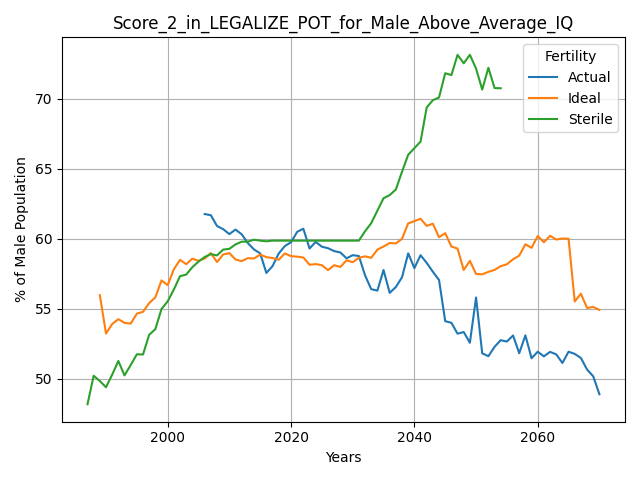 Score_2_in_LEGALIZE_POT_for_Male_Above_Average_IQ
% of Male Population
70
65
60
55
50
Fertility
Actual
Ideal
Sterile
2000
2020
2040
2060
Years